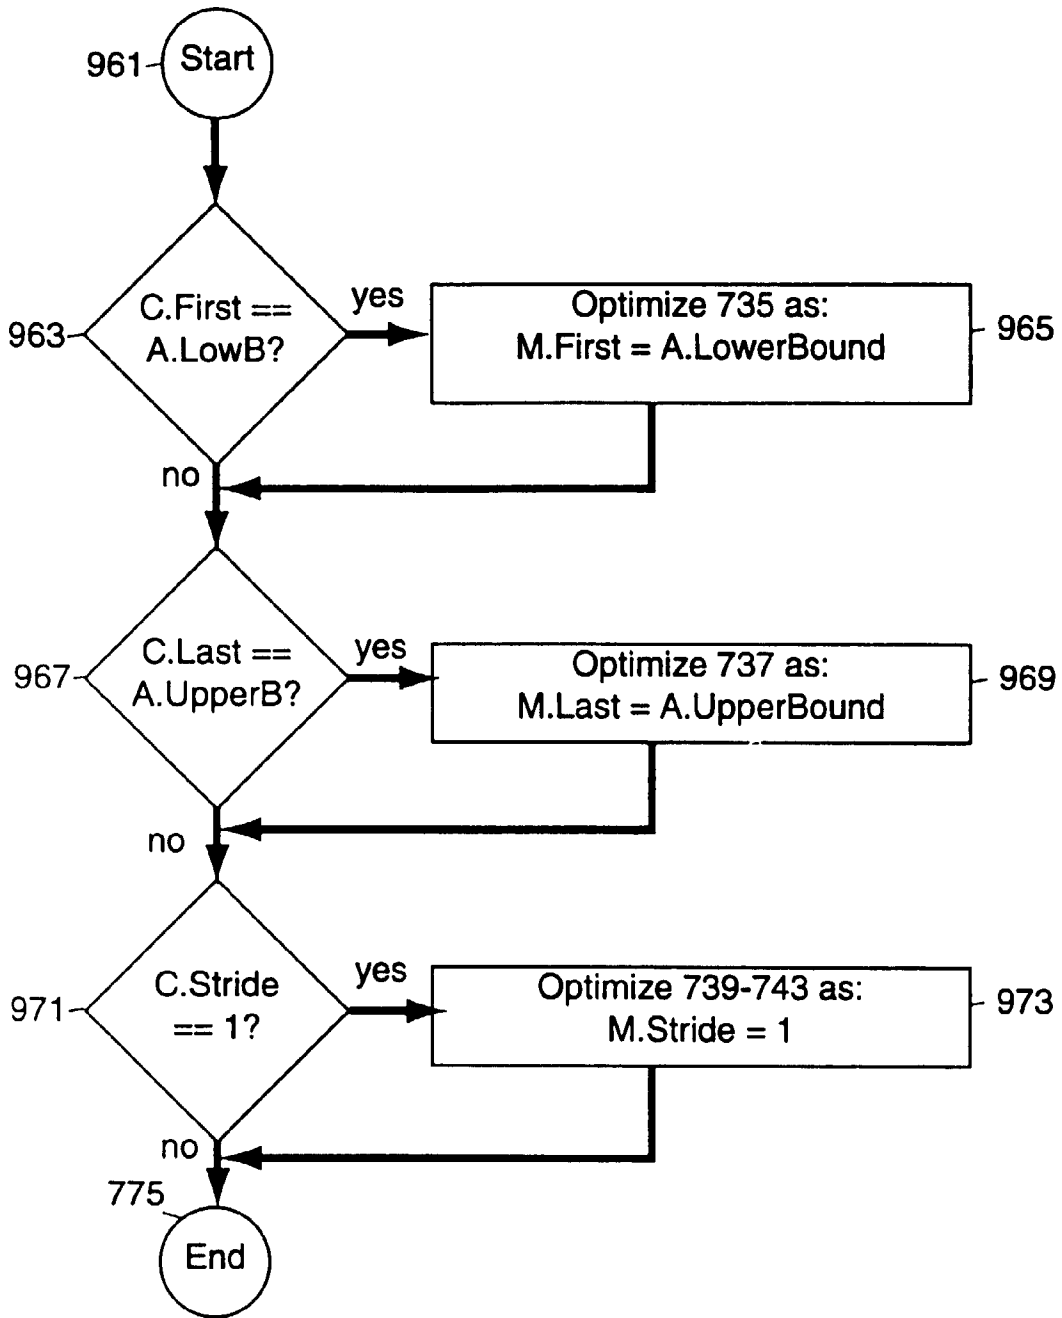 961
Start
963
C.First ==
A.LowB?
yes
Optimize 735 as:
M.First = A.LowerBound
965
no
967
C.Last ==
A.UpperB?
yes
Optimize 737 as:
M.Last = A.UpperBound
969
no
971
C.Stride
== 1?
yes
Optimize 739-743 as:
M.Stride = 1
973
no
775
End